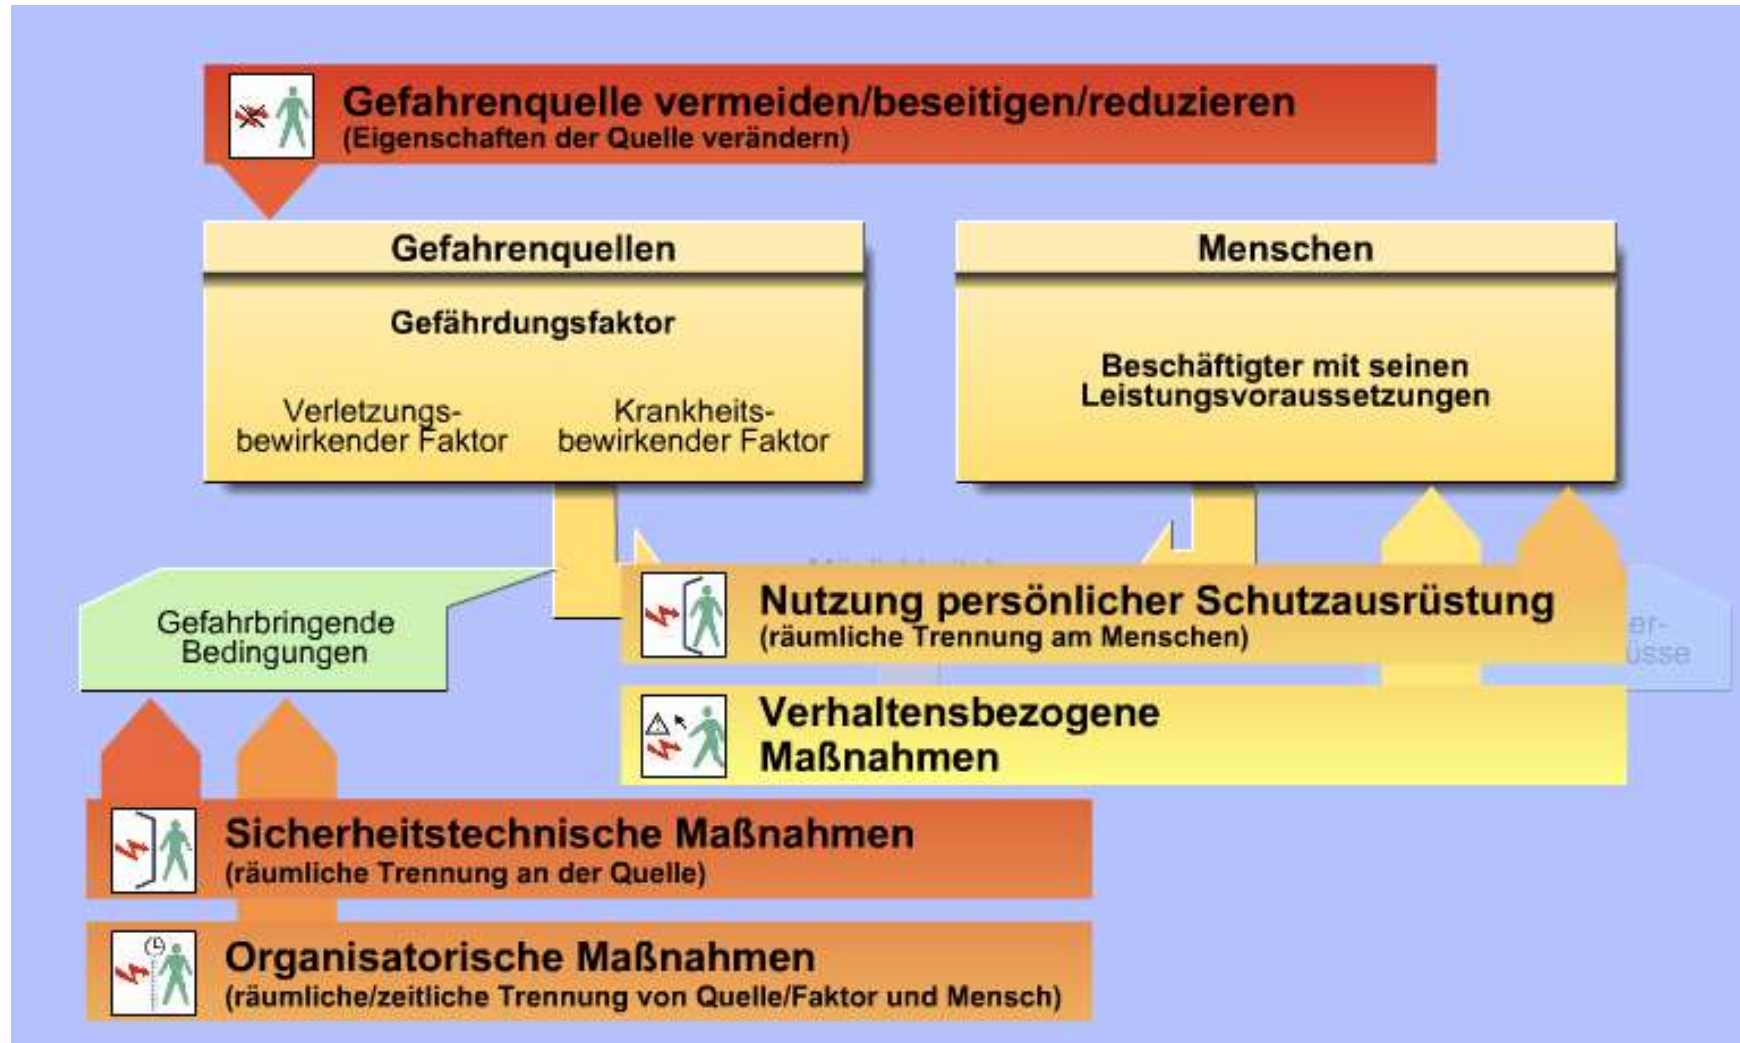 Gefahrenquelle vermeiden/beseitigen/reduzieren
(Eigenschaften der Quelle verändern)
Gefahrenquellen
Gefährdungsfaktor
Verletzungs-
bewirkender Faktor
Krankheits-
bewirkender Faktor
Menschen
Beschäftigter mit seinen
Leistungsvoraussetzungen
Gefahrbringende
Bedingungen
Nutzung persönlicher Schutzausrüstung
(räumliche Trennung am Menschen)
Verhaltensbezogene
Maßnahmen
Sicherheitstechnische Maßnahmen
(räumliche Trennung an der Quelle)
Organisatorische Maßnahmen
(räumliche/zeitliche Trennung von Quelle/Faktor und Mensch)